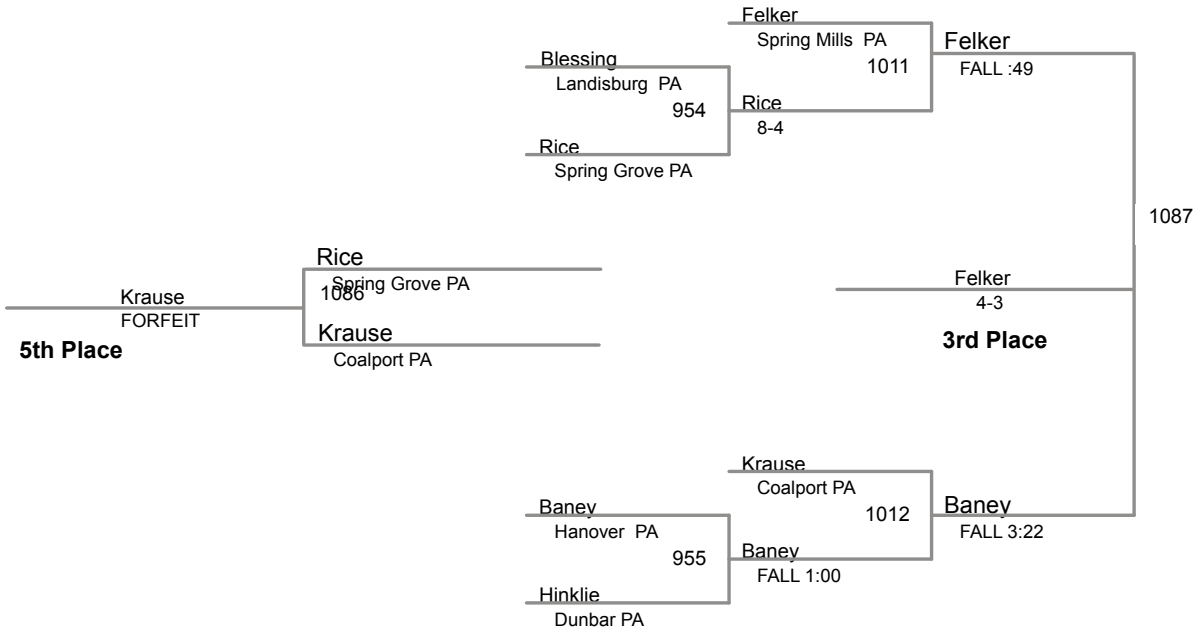 Felker
Spring Mills PA
1011
Felker
FALL :49
Blessing
Landisburg PA
954
Rice
8-4
Rice
Spring Grove PA
1087
Rice
Spring Grove PA
1086
Krause
FORFEIT
5th Place
Krause
Coalport PA
Felker
4-3
3rd Place
Krause
Coalport PA
1012
Baney
FALL 3:22
Baney
Hanover PA
955
Baney
FALL 1:00
Hinklie
Dunbar PA